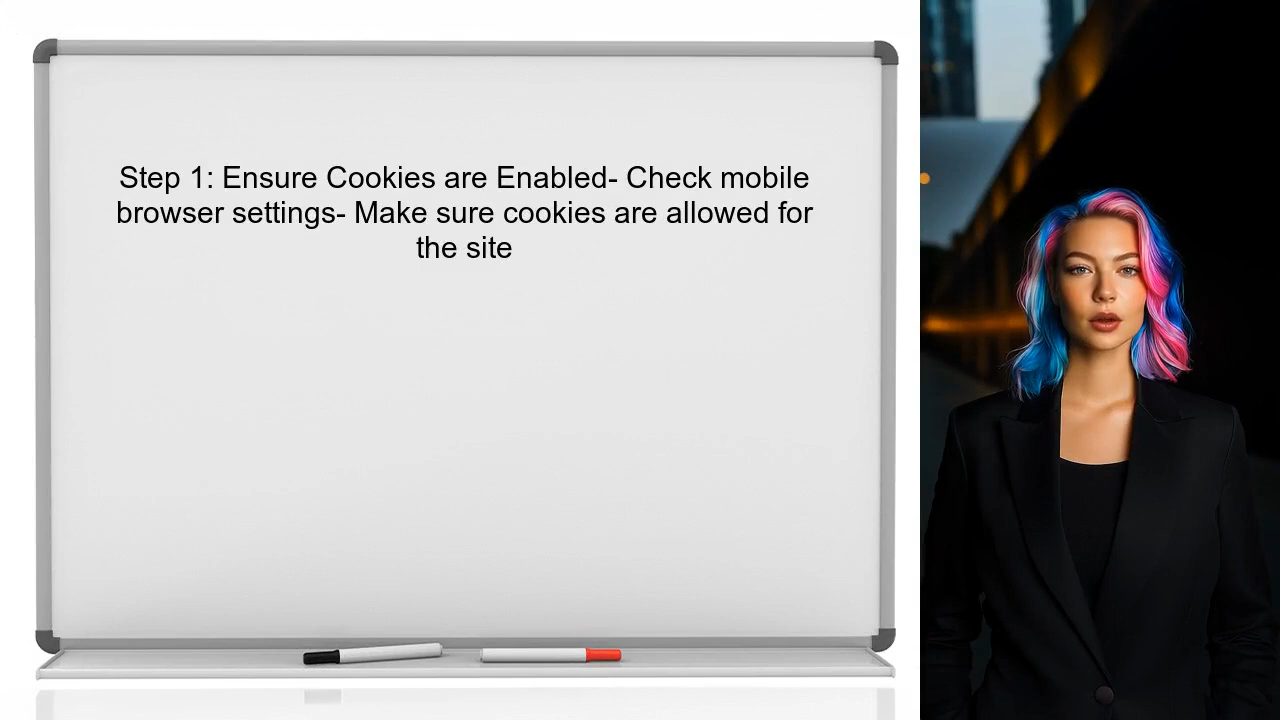 Step 1: Ensure Cookies are Enabled- Check mobile
browser settings- Make sure cookies are allowed for
the site